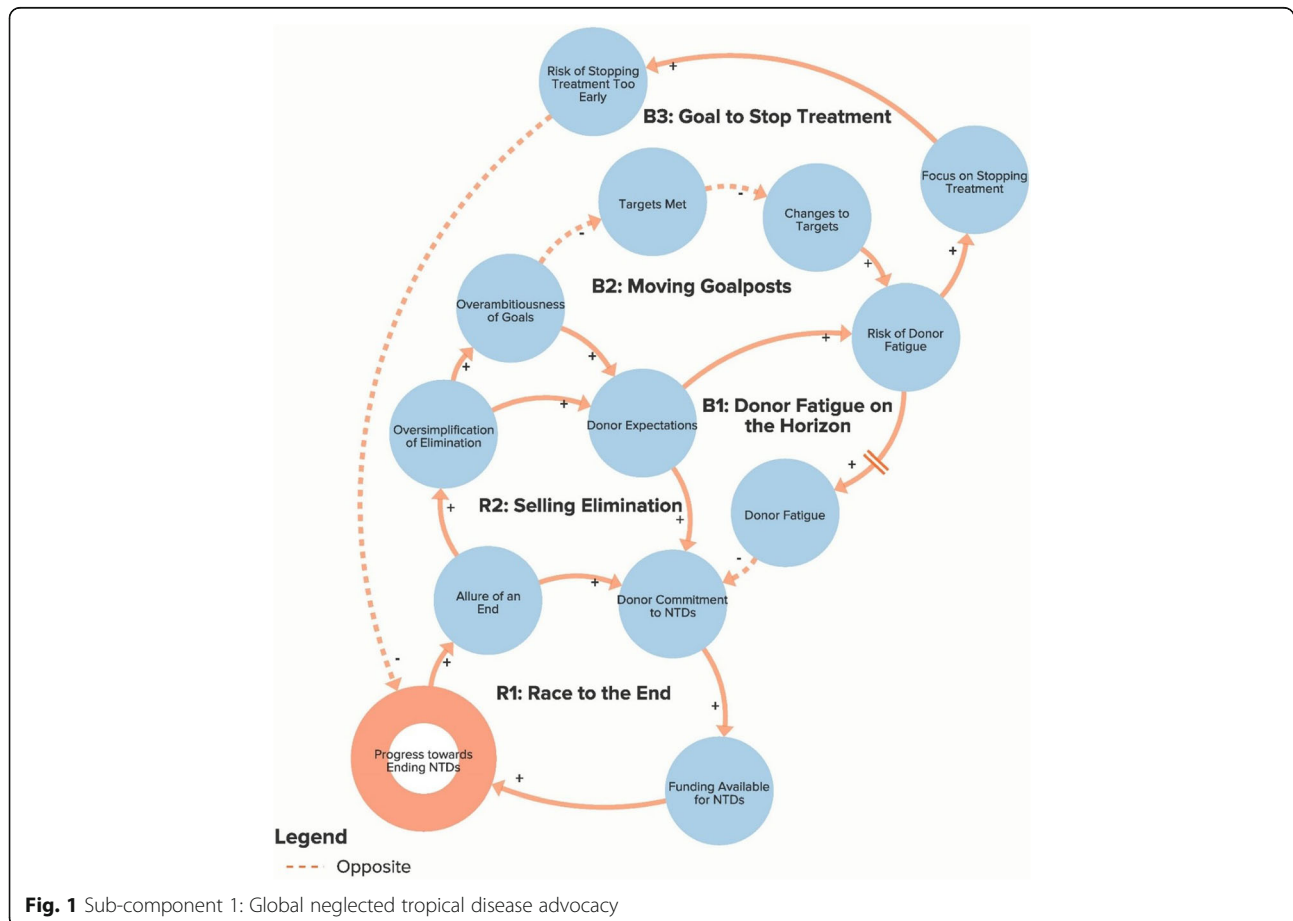 Risk of Stopping
Treatment Too
Early
+
B3: Goal to Stop Treatment
Focus on Stopping
Treatment
Targets Met
-
Changes to
Targets
-
+
+
B2: Moving Goalposts
Overambitiousness
of Goals
Risk of Donor
Fatigue
+
+
+
Oversimplification
of Elimination
+
Donor Expectations
B1: Donor Fatigue on
the Horizon
+
R2: Selling Elimination
+
+
Donor Fatigue
-
Allure of an
End
+
Donor Commitment
to NTDs
-
+
R1: Race to the End
+
Progress towards
Ending NTDs
+
Funding Available
for NTDs
Legend
Opposite
Fig. 1 Sub-component 1: Global neglected tropical disease advocacy